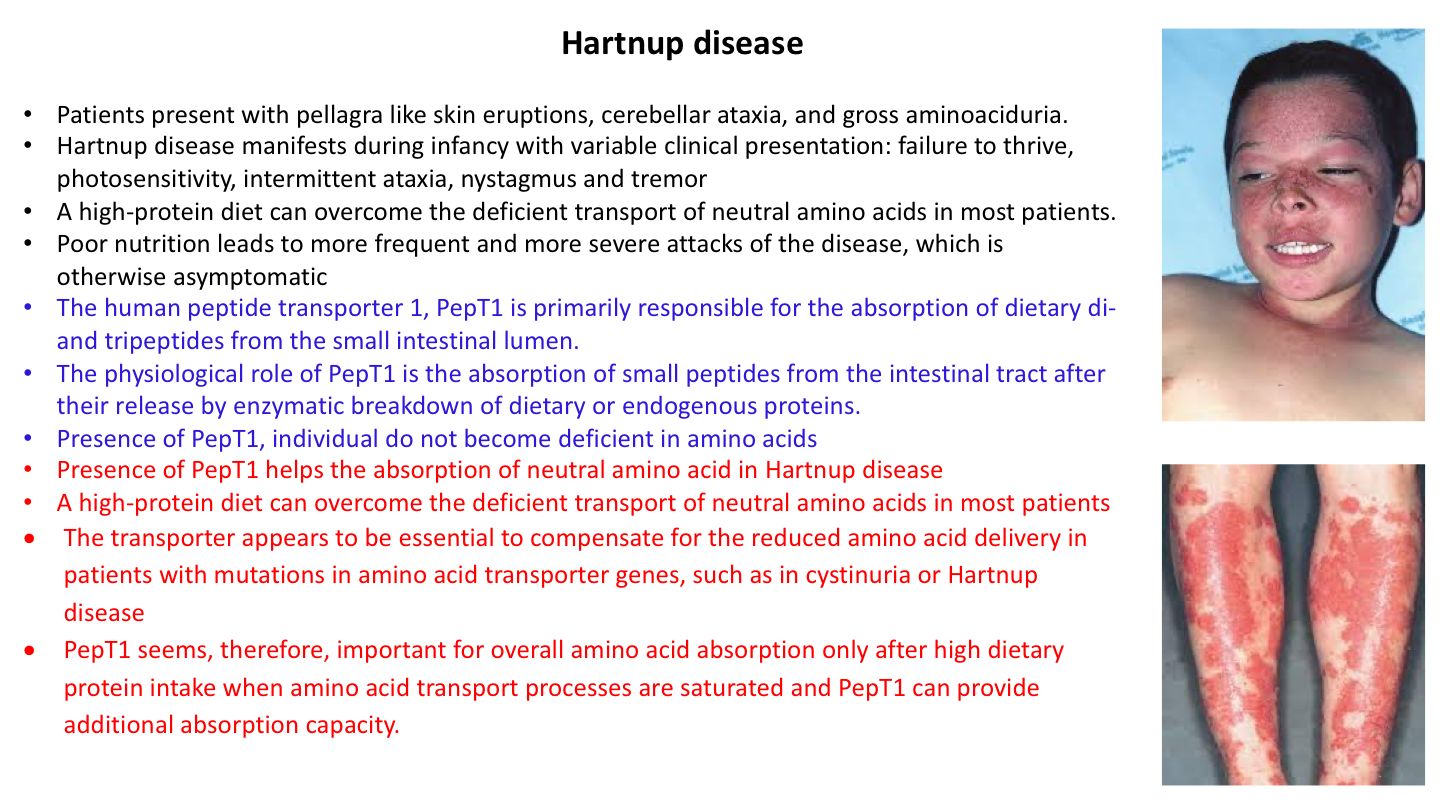 Hartnup disease
• Patients present with pellagra like skin eruptions, cerebellar ataxia, and gross aminoaciduria.
• Hartnup disease manifests during infancy with variable clinical presentation: failure to thrive,
photosensitivity, intermittent ataxia, nystagmus and tremor
• A high-protein diet can overcome the deficient transport of neutral amino acids in most patients.
• Poor nutrition leads to more frequent and more severe attacks of the disease, which is
otherwise asymptomatic
• The human peptide transporter 1, PepT1 is primarily responsible for the absorption of dietary di-
and tripeptides from the small intestinal lumen.
• The physiological role of PepT1 is the absorption of small peptides from the intestinal tract after
their release by enzymatic breakdown of dietary or endogenous proteins.
• Presence of PepT1, individual do not become deficient in amino acids
• Presence of PepT1 helps the absorption of neutral amino acid in Hartnup disease
• A high-protein diet can overcome the deficient transport of neutral amino acids in most patients
• The transporter appears to be essential to compensate for the reduced amino acid delivery in
patients with mutations in amino acid transporter genes, such as in cystinuria or Hartnup
disease
• PepT1 seems, therefore, important for overall amino acid absorption only after high dietary
protein intake when amino acid transport processes are saturated and PepT1 can provide
additional absorption capacity.